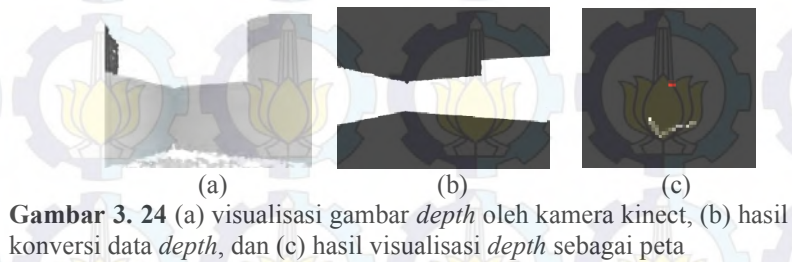 (a)
(b)
(c)
Gambar 3. 24 (a) visualisasi gambar depth oleh kamera kinect, (b) hasil
konversi data depth, dan (c) hasil visualisasi depth sebagai peta